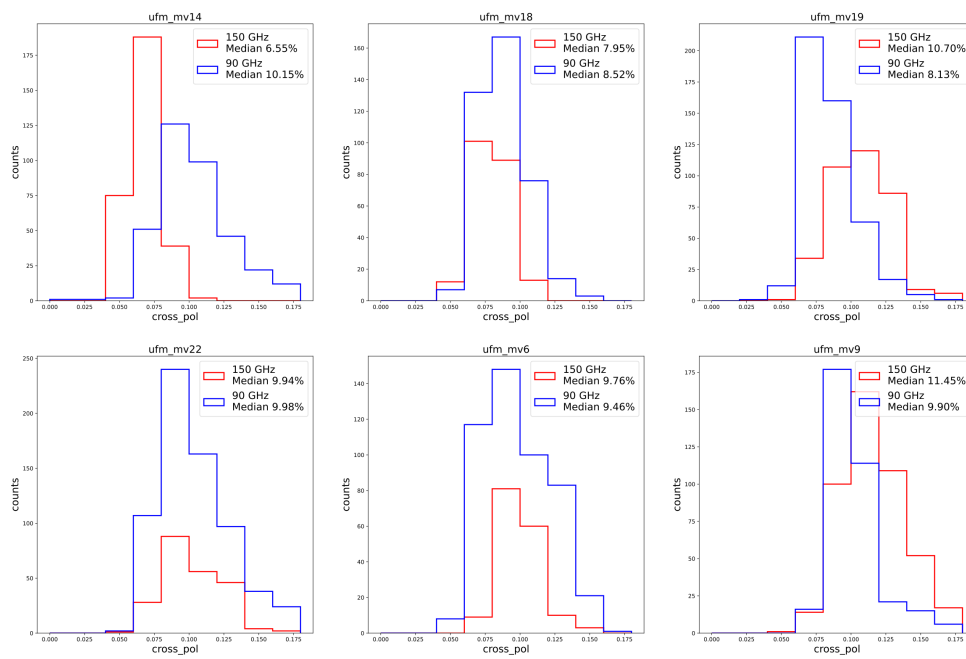 ufm_mv14
150 GHz
Median 6.55%
90 GHz
Median 10.15%
counts
175
150
125
100
75
50
25
0
0.000 0.025 0.050 0.075 0.100 0.125 0.150 0.175
cross_pol
ufm_mv18
150 GHz
Median 7.95%
90 GHz
Median 8.52%
counts
160
140
120
100
80
60
40
20
0
0.000 0.025 0.050 0.075 0.100 0.125 0.150 0.175
cross_pol
ufm_mv19
150 GHz
Median 10.70%
90 GHz
Median 8.13%
counts
200
175
150
125
100
75
50
25
0
0.000 0.025 0.050 0.075 0.100 0.125 0.150 0.175
cross_pol
ufm_mv22
150 GHz
Median 9.94%
90 GHz
Median 9.98%
counts
250
200
150
100
50
0
0.000 0.025 0.050 0.075 0.100 0.125 0.150 0.175
cross_pol
ufm_mv6
150 GHz
Median 9.76%
90 GHz
Median 9.46%
counts
140
120
100
80
60
40
20
0
0.000 0.025 0.050 0.075 0.100 0.125 0.150 0.175
cross_pol
ufm_mv9
150 GHz
Median 11.45%
90 GHz
Median 9.90%
counts
175
150
125
100
75
50
25
0
0.000 0.025 0.050 0.075 0.100 0.125 0.150 0.175
cross_pol